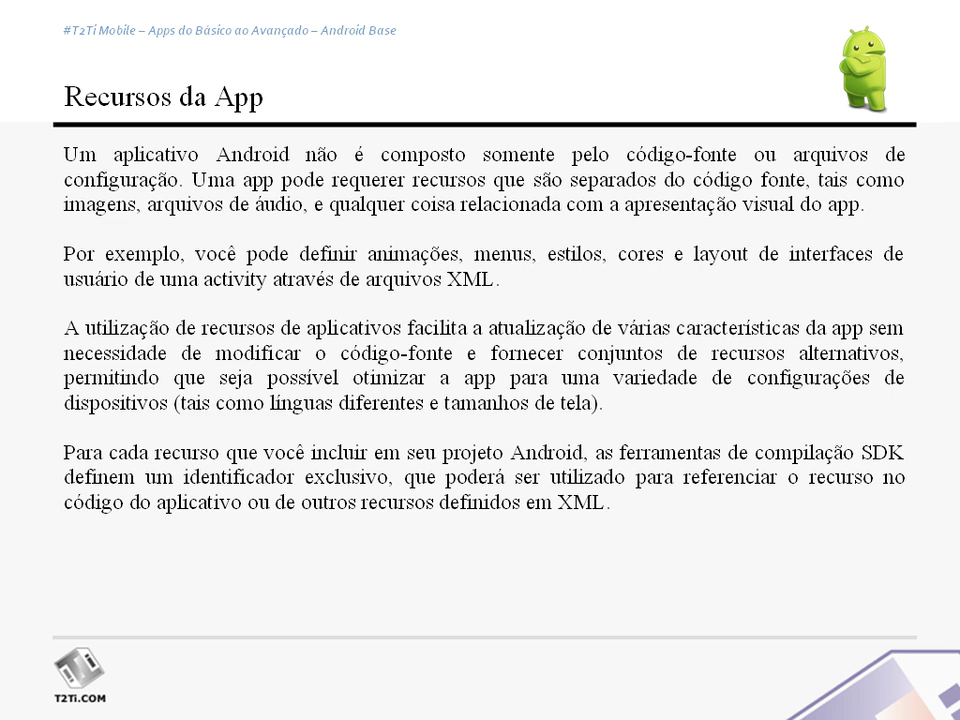 #T2Ti Mobile – Apps do Básico ao Avançado – Android Base
Recursos da App
Um aplicativo Android não é composto somente pelo código-fonte ou arquivos de
configuração. Uma app pode requerer recursos que são separados do código fonte, tais como
imagens, arquivos de áudio, e qualquer coisa relacionada com a apresentação visual do app.
Por exemplo, você pode definir animações, menus, estilos, cores e layout de interfaces de
usuário de uma activity através de arquivos XML.
A utilização de recursos de aplicativos facilita a atualização de várias características da app sem
necessidade de modificar o código-fonte e fornecer conjuntos de recursos alternativos,
permitindo que seja possível otimizar a app para uma variedade de configurações de
dispositivos (tais como línguas diferentes e tamanhos de tela).
Para cada recurso que você incluir em seu projeto Android, as ferramentas de compilação SDK
definem um identificador exclusivo, que poderá ser utilizado para referenciar o recurso no
código do aplicativo ou de outros recursos definidos em XML.
T2Ti.COM